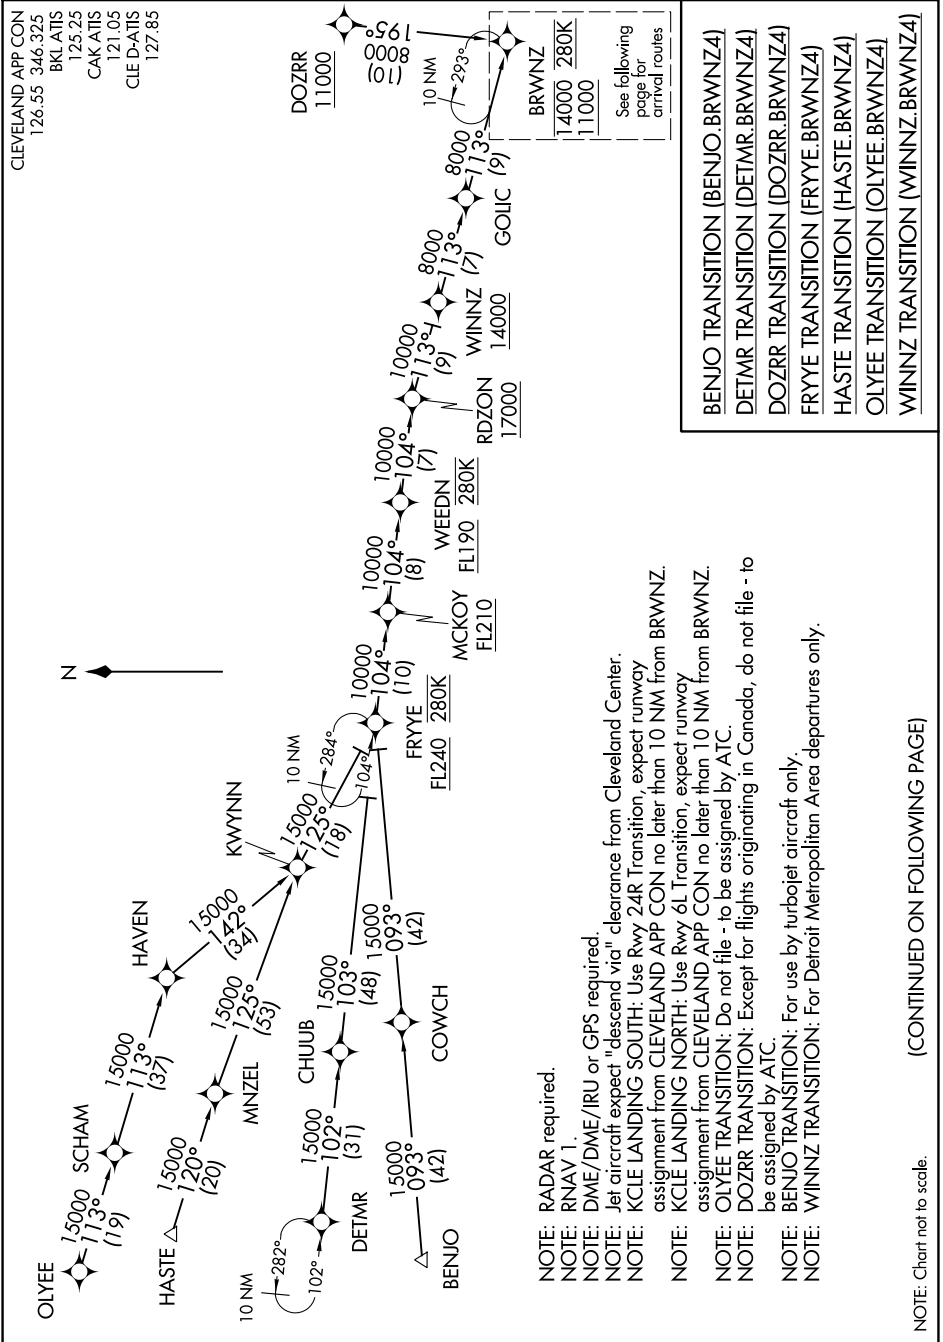 CLEVELAND APP CON
126.55 346.325
BKL ATIS
125.25
CAK ATIS
121.05
CLE D-ATIS
127.85
N
OLYEE
15000
113°
(19)
SCHAM
15000
113°
(37)
HAVEN
15000
142°
(34)
KWYNN
15000
125°
(18)
HASTE
15000
120°
(20)
MNZEL
15000
125°
(53)
10 NM
282°
102°
DETMR
15000
102°
(31)
CHUUB
15000
103°
(48)
BENJO
15000
093°
(42)
COWCH
15000
093°
(42)
10 NM
284°
104°
FRYYE
FL240 280K
10000
104°
(10)
MCKOY
FL210
10000
104°
(8)
WEEDN
FL190 280K
10000
104°
(7)
RDZON
17000
10000
113°
(9)
WINNZ
14000
8000
113°
(7)
GOLIC
8000
113°
(9)
DOZRR
11000
195°
8000
(10)
10 NM
293°
BRWNZ
14000 280K
11000
See following
page for
arrival routes
NOTE: RADAR required.
NOTE: RNAV 1.
NOTE: DME/DME/IRU or GPS required.
NOTE: Jet aircraft expect "descend via" clearance from Cleveland Center.
NOTE: KCLE LANDING SOUTH: Use Rwy 24R Transition, expect runway
assignment from CLEVELAND APP CON no later than 10 NM from BRWNZ.
NOTE: KCLE LANDING NORTH: Use Rwy 6L Transition, expect runway
assignment from CLEVELAND APP CON no later than 10 NM from BRWNZ.
NOTE: OLYEE TRANSITION: Do not file - to be assigned by ATC.
NOTE: DOZRR TRANSITION: Except for flights originating in Canada, do not file - to
be assigned by ATC.
NOTE: BENJO TRANSITION: For use by turbojet aircraft only.
NOTE: WINNZ TRANSITION: For Detroit Metropolitan Area departures only.
BENJO TRANSITION (BENJO.BRWNZ4)
DETMR TRANSITION (DETMR.BRWNZ4)
DOZRR TRANSITION (DOZRR.BRWNZ4)
FRYYE TRANSITION (FRYYE.BRWNZ4)
HASTE TRANSITION (HASTE.BRWNZ4)
OLYEE TRANSITION (OLYEE.BRWNZ4)
WINNZ TRANSITION (WINNZ.BRWNZ4)
NOTE: Chart not to scale.
(CONTINUED ON FOLLOWING PAGE)